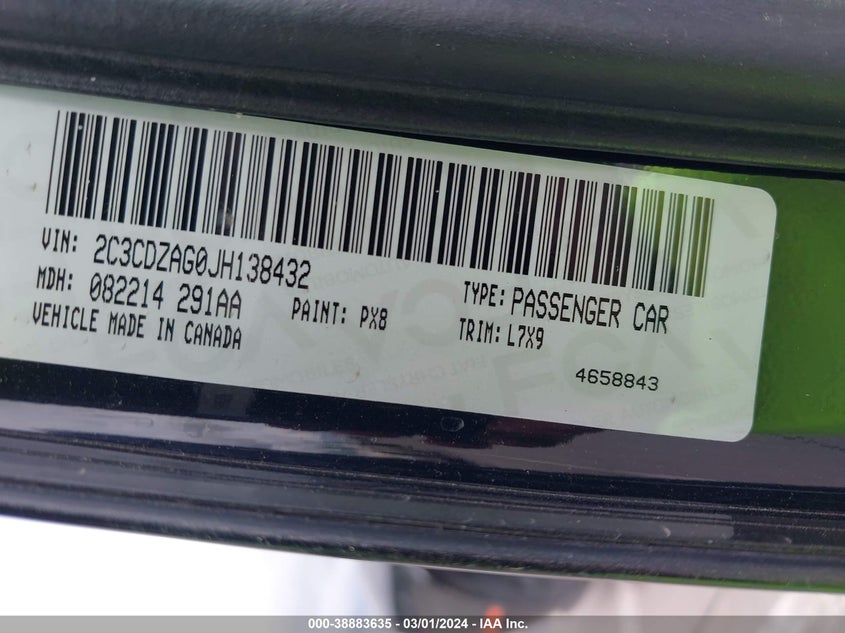 VIN: 2C3CDZAG0JH138432
MDH: 082214 291AA
PAINT: PX8
VEHICLE MADE IN CANADA
TYPE: PASSENGER CAR
TRIM: L7X9
4658843
000-38883635 - 03/01/2024 - IAA Inc.